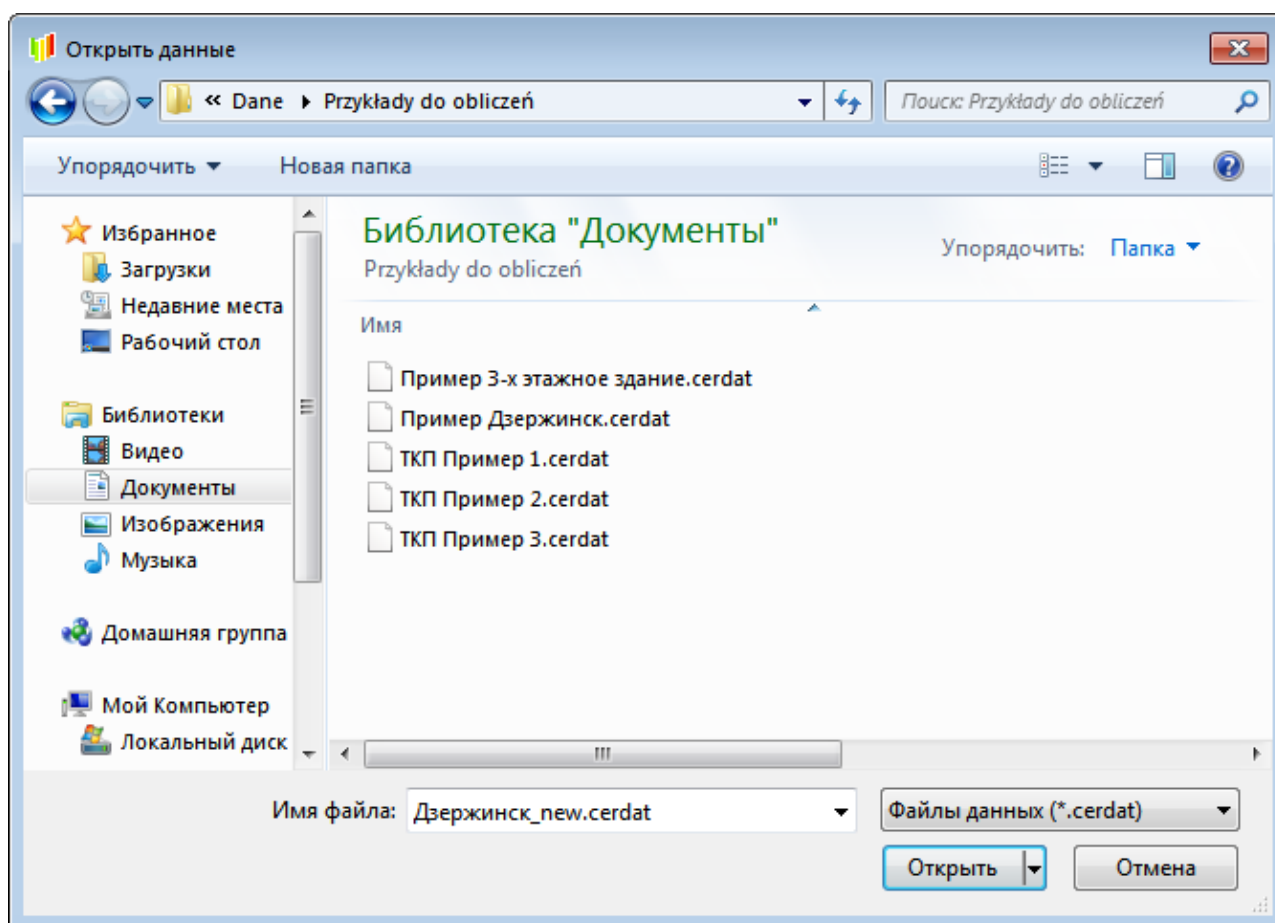 Открыть данные
« Dane ▸ Przykłady do obliczeń
Поиск: Przykłady do obliczeń
Упорядочить
Новая папка
Избранное
Загрузки
Недавние места
Рабочий стол
Библиотеки
Видео
Документы
Изображения
Музыка
Домашняя группа
Мой Компьютер
Локальный диск
Библиотека "Документы"
Przykłady do obliczeń
Упорядочить: Папка
Имя
Пример 3-х этажное здание.cerdat
Пример Дзержинск.cerdat
ТКП Пример 1.cerdat
ТКП Пример 2.cerdat
ТКП Пример 3.cerdat
Имя файла: Дзержинск_new.cerdat
Файлы данных (*.cerdat)
Открыть
Отмена